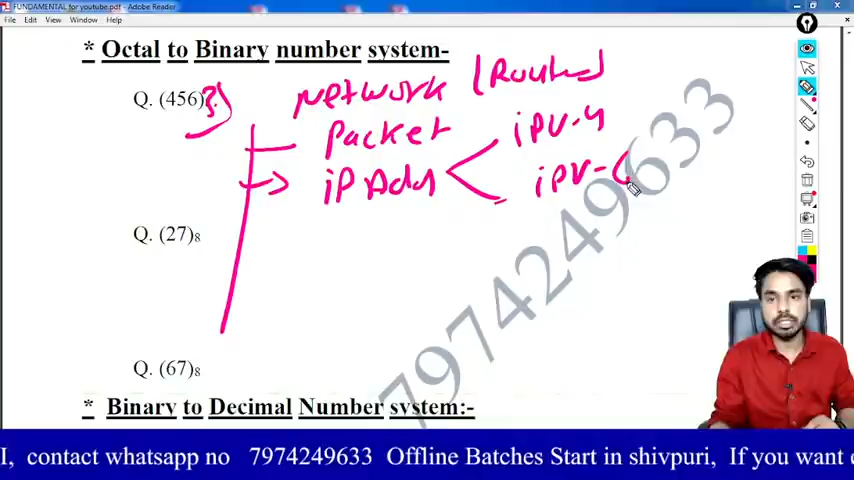 FUNDAMENTAL for youtube.pdf - Adobe Reader
File Edit View Window Help
* Octal to Binary number system-
Q. (456)
3)
Network (Router)
Packet
iPV-4
iP Add
iPV-6
Q. (27)₈
Q. (67)₈
* Binary to Decimal Number system:-
7974249633
I, contact whatsapp no 7974249633 Offline Batches Start in shivpuri, If you want